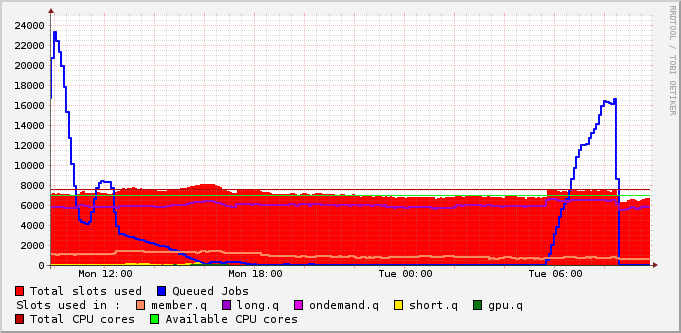 24000
22000
20000
18000
16000
14000
12000
10000
8000
6000
4000
2000
0
Mon 12:00 Mon 18:00 Tue 00:00 Tue 06:00
Total slots used Queued Jobs
Slots used in : member.q long.q ondemand.q short.q gpu.q
Total CPU cores Available CPU cores
RRDTOOL / TOBI OETIKER